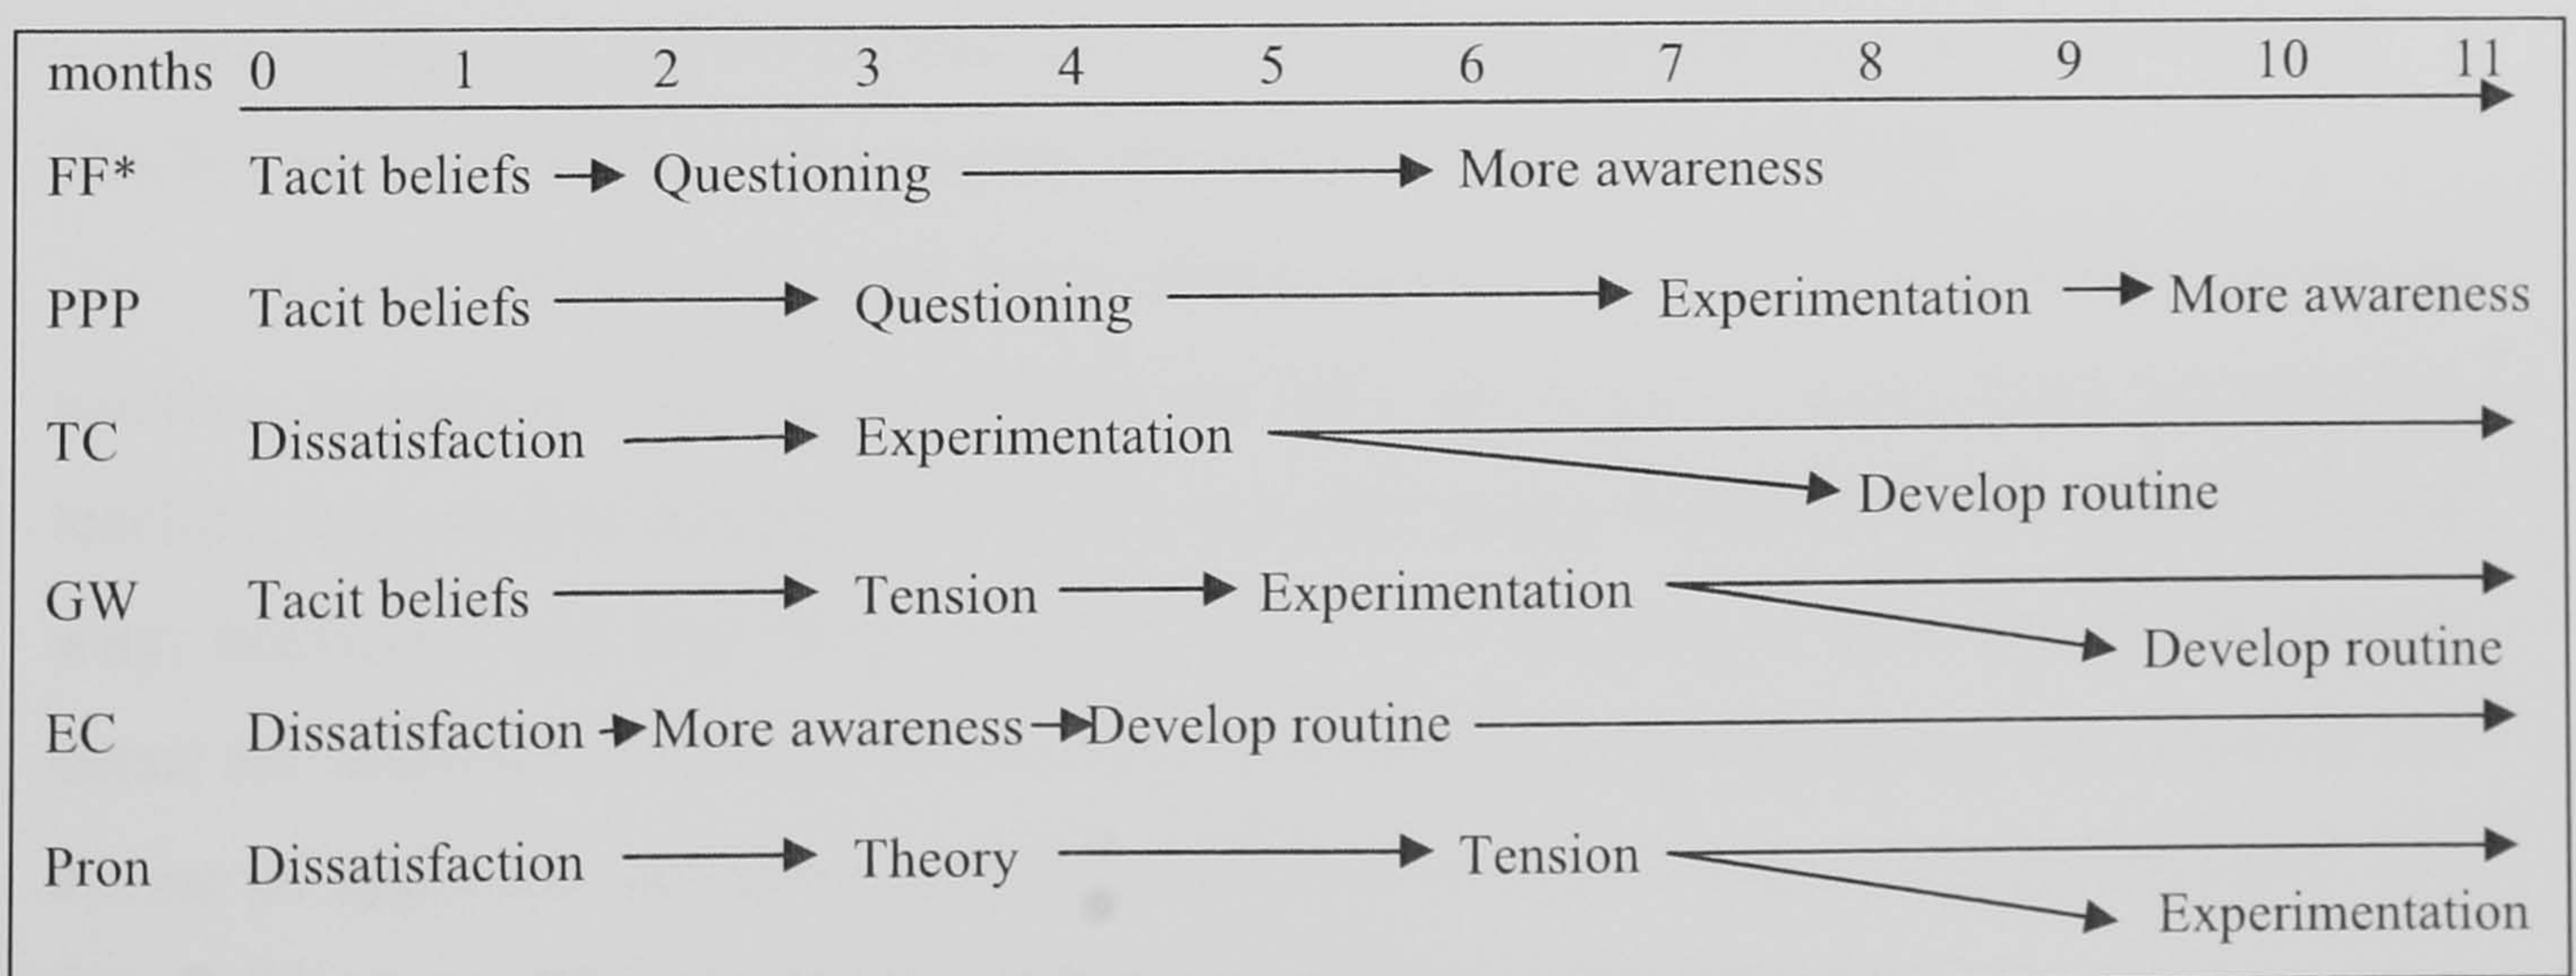 months 0 1 2 3 4 5 6 7 8 9 10 11
FF* Tacit beliefs Questioning More awareness
PPP Tacit beliefs Questioning Experimentation More awareness
TC Dissatisfaction Experimentation
Develop routine
GW Tacit beliefs Tension Experimentation
Develop routine
EC Dissatisfaction More awareness Develop routine
Pron Dissatisfaction Theory Tension
Experimentation